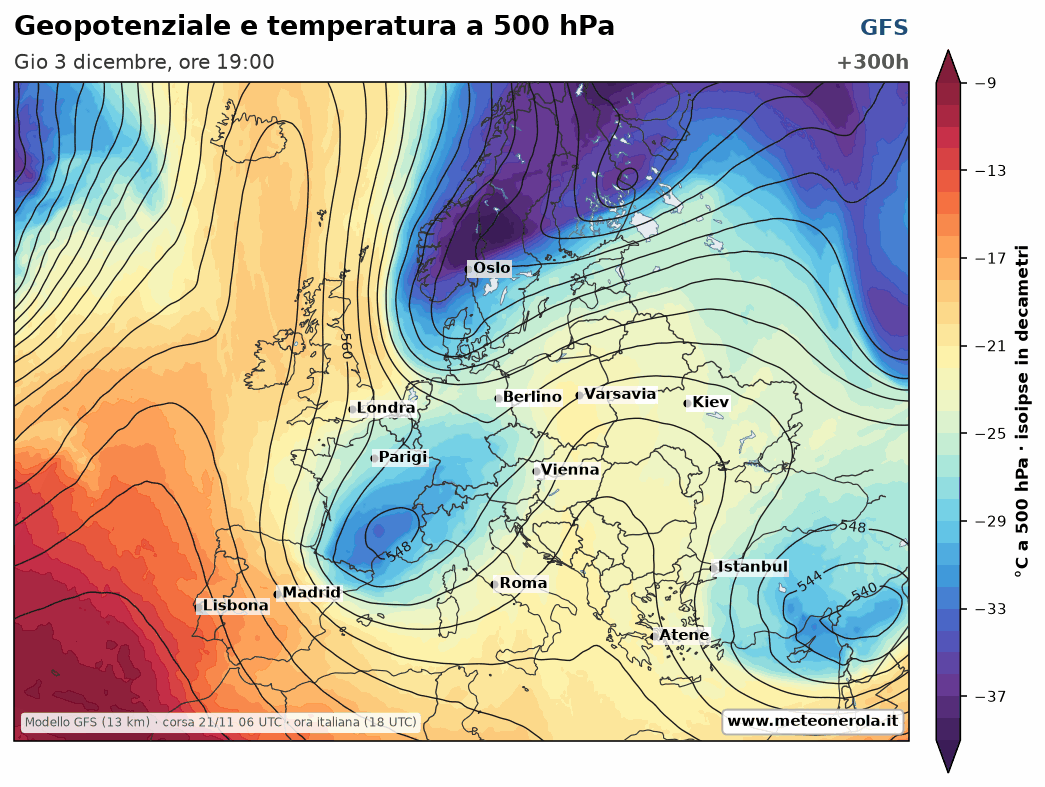 Geopotenziale e temperatura a 500 hPa
GFS
Gio 3 dicembre, ore 19:00
+300h
−9
−13
−17
−21
−25
−29
−33
−37
°C a 500 hPa · isoipse in decametri
Oslo
560
Londra
Berlino
Varsavia
Kiev
Parigi
Vienna
548
548
Istanbul
544
540
Roma
Madrid
Lisbona
Atene
Modello GFS (13 km) · corsa 21/11 06 UTC · ora italiana (18 UTC)
www.meteonerola.it